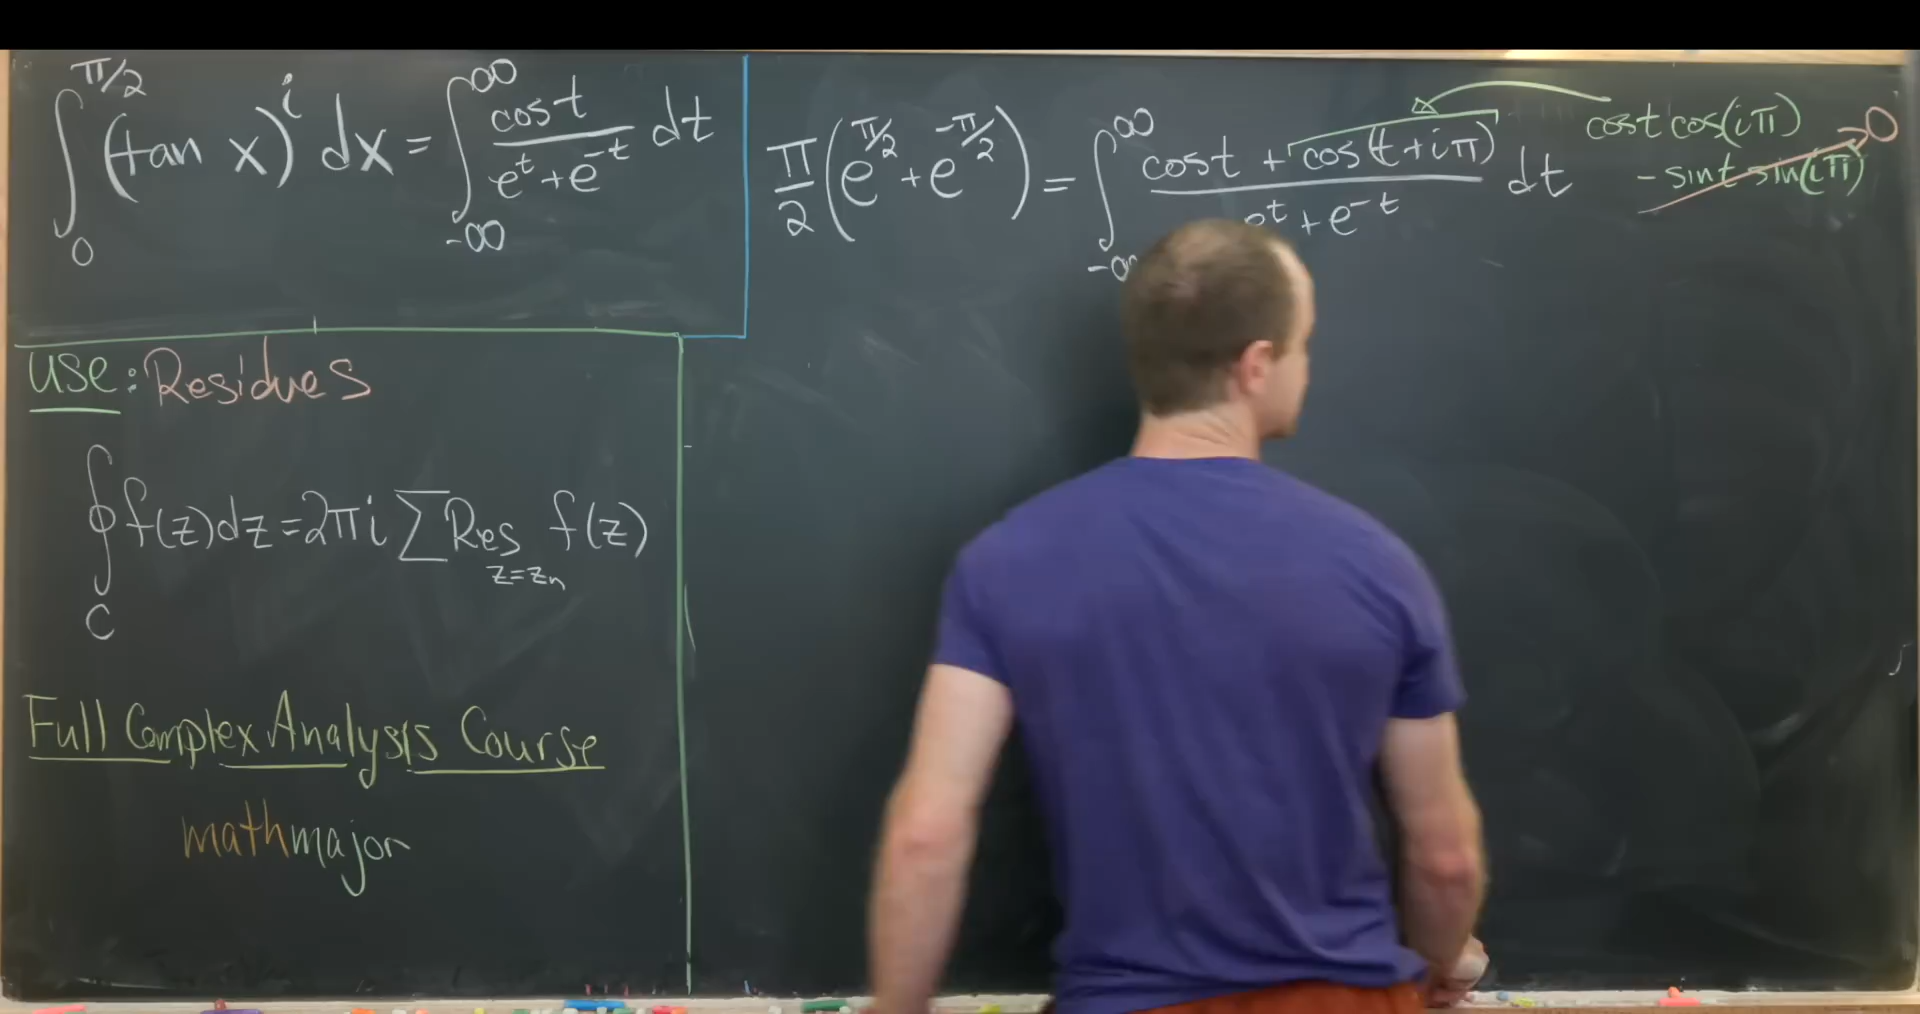 ∫_0^{π/2} (tan x)^i dx = ∫_{-∞}^{∞} cos t / (e^t + e^{-t}) dt
π/2 (e^{π/2} + e^{-π/2}) = ∫_{-∞}^{∞} (cos t + cos(t + iπ)) / (e^t + e^{-t}) dt
cos t cos(iπ)
- sin t sin(iπ) → 0
USE: Residues
∮_C f(z)dz = 2πi ∑ Res_{z=z_n} f(z)
Full Complex Analysis Course
mathmajor